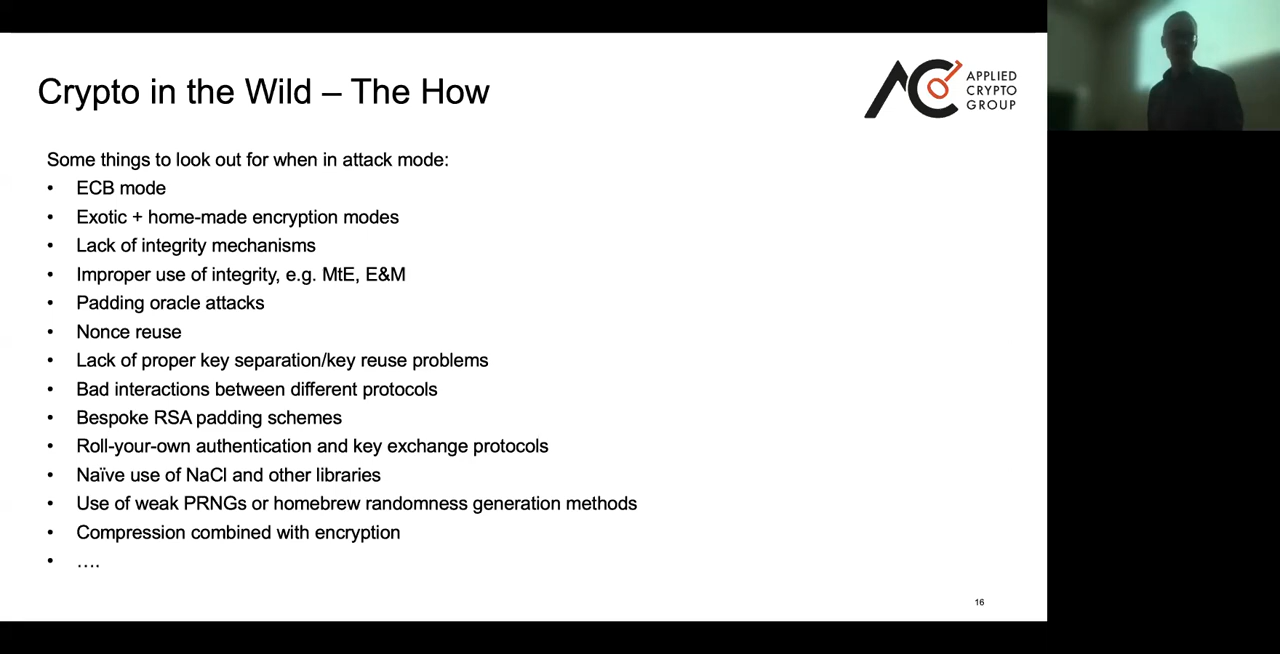 Crypto in the Wild – The How
APPLIED
CRYPTO
GROUP
Some things to look out for when in attack mode:
• ECB mode
• Exotic + home-made encryption modes
• Lack of integrity mechanisms
• Improper use of integrity, e.g. MtE, E&M
• Padding oracle attacks
• Nonce reuse
• Lack of proper key separation/key reuse problems
• Bad interactions between different protocols
• Bespoke RSA padding schemes
• Roll-your-own authentication and key exchange protocols
• Naïve use of NaCl and other libraries
• Use of weak PRNGs or homebrew randomness generation methods
• Compression combined with encryption
• ….
16